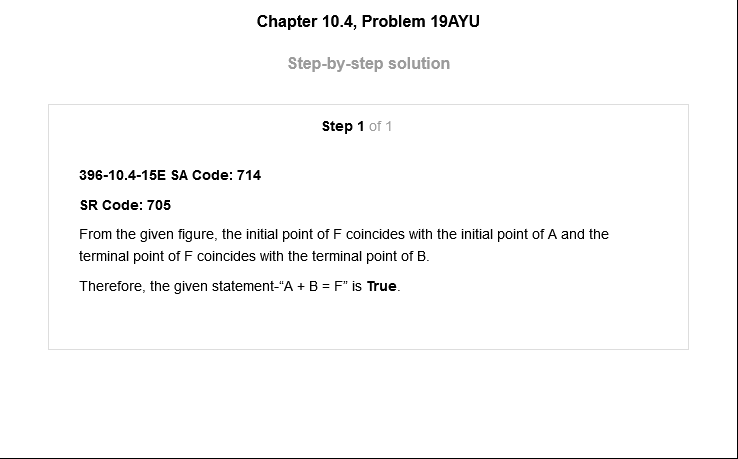 Chapter 10.4, Problem 19AYU
Step-by-step solution
Step 1 of 1
396-10.4-15E SA Code: 714
SR Code: 705
From the given figure, the initial point of F coincides with the initial point of A and the
terminal point of F coincides with the terminal point of B.
Therefore, the given statement-“A + B = F” is True.